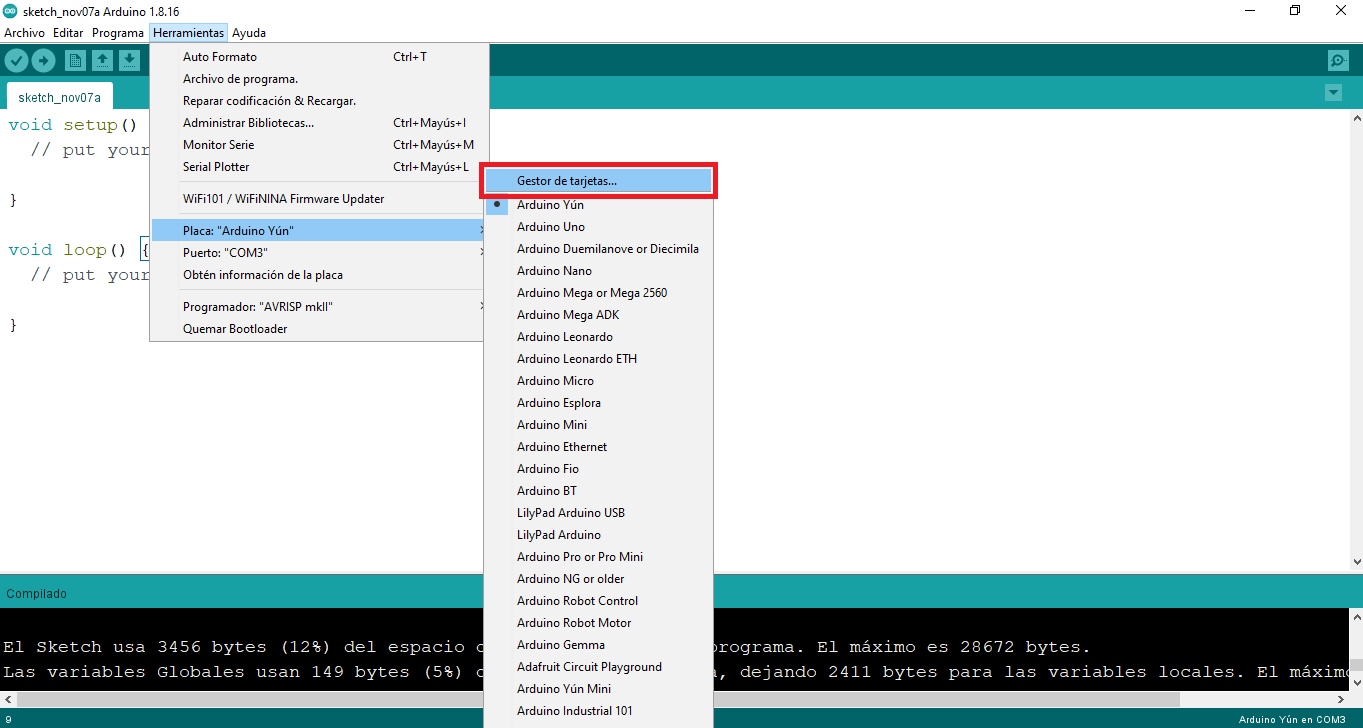 sketch_nov07a Arduino 1.8.16
Archivo Editar Programa Herramientas Ayuda
sketch_nov07a
void setup()
// put your
}
void loop() {
// put your
}
Auto Formato Ctrl+T
Archivo de programa.
Reparar codificación & Recargar.
Administrar Bibliotecas... Ctrl+Mayús+I
Monitor Serie Ctrl+Mayús+M
Serial Plotter Ctrl+Mayús+L
WiFi101 / WiFiNINA Firmware Updater
Placa: "Arduino Yún"
Puerto: "COM3"
Obtén información de la placa
Programador: "AVRISP mkII"
Quemar Bootloader
Gestor de tarjetas...
Arduino Yún
Arduino Uno
Arduino Duemilanove or Diecimila
Arduino Nano
Arduino Mega or Mega 2560
Arduino Mega ADK
Arduino Leonardo
Arduino Leonardo ETH
Arduino Micro
Arduino Esplora
Arduino Mini
Arduino Ethernet
Arduino Fio
Arduino BT
LilyPad Arduino USB
LilyPad Arduino
Arduino Pro or Pro Mini
Arduino NG or older
Arduino Robot Control
Arduino Robot Motor
Arduino Gemma
Adafruit Circuit Playground
Arduino Yún Mini
Arduino Industrial 101
Compilado
El Sketch usa 3456 bytes (12%) del espacio rograma. El máximo es 28672 bytes.
Las variables Globales usan 149 bytes (5%) , dejando 2411 bytes para las variables locales. El máximo
9
Arduino Yún en COM3